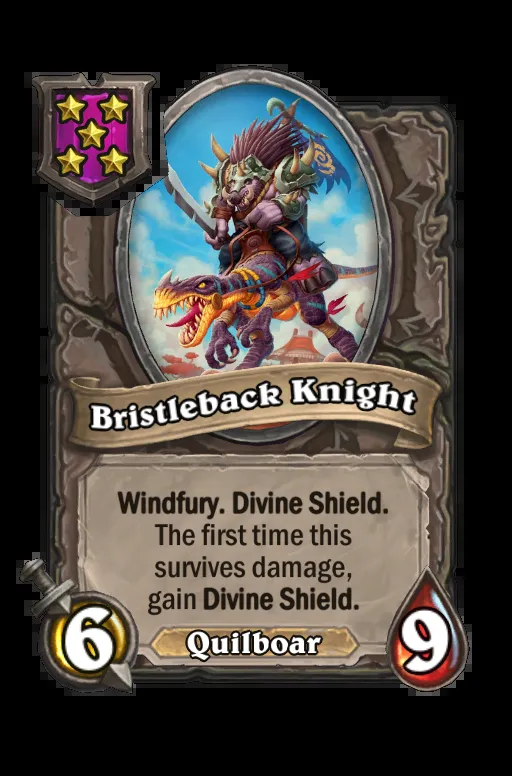 Bristleback Knight
Windfury. Divine Shield.
The first time this
survives damage,
gain Divine Shield.
6
Quilboar
9